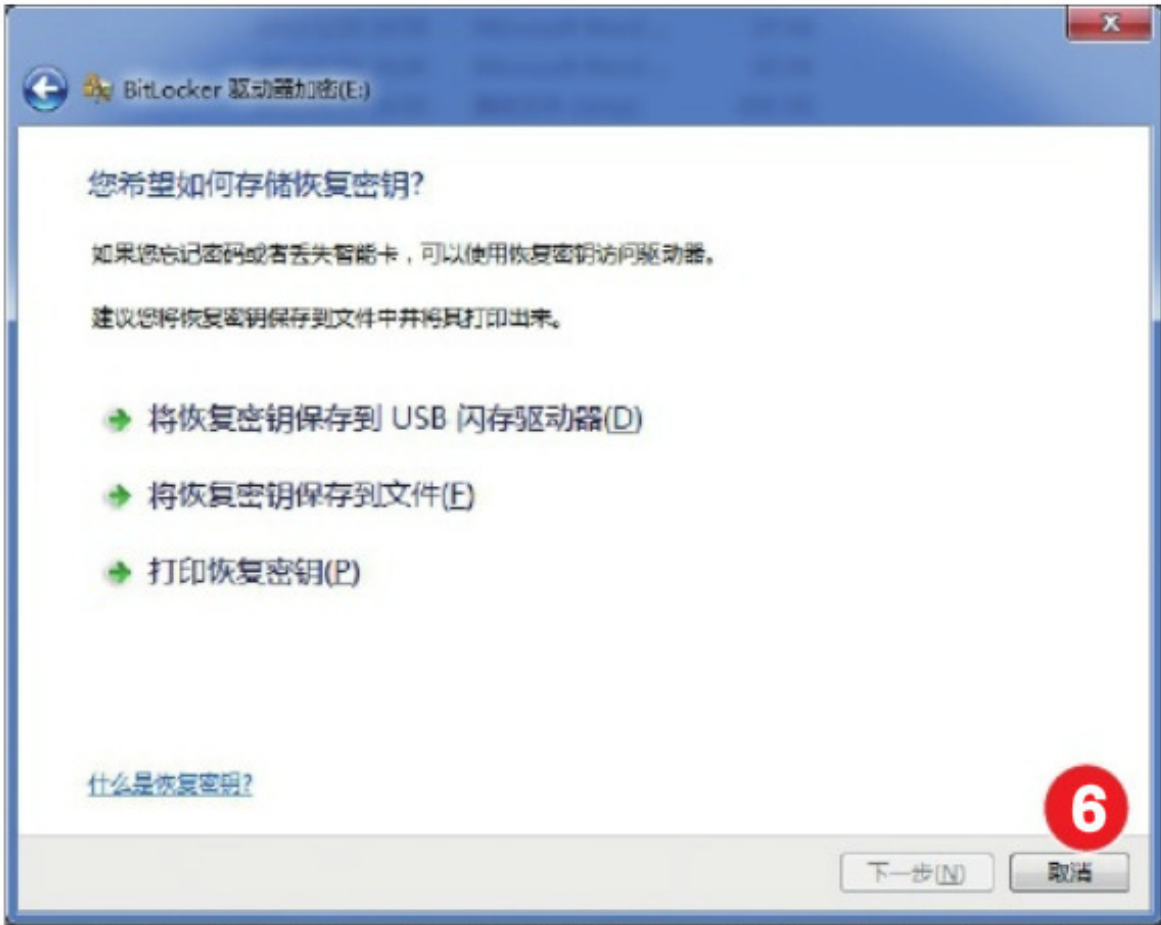 BitLocker 驱动器加密(E:)
您希望如何存储恢复密钥?
如果您忘记密码或者丢失智能卡，可以使用恢复密钥访问驱动器。
建议您将恢复密钥保存到文件中并将其打印出来。
将恢复密钥保存到 USB 闪存驱动器(D)
将恢复密钥保存到文件(F)
打印恢复密钥(P)
什么是恢复密钥?
6
下一步(N)
取消